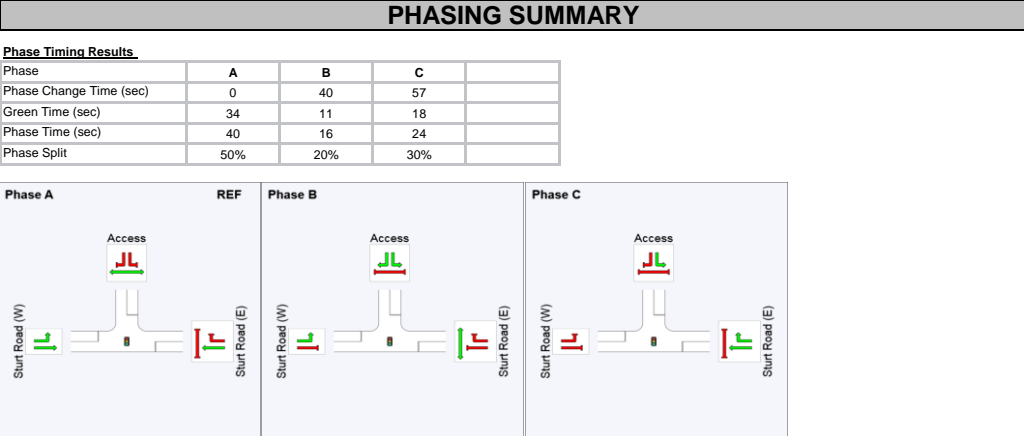 PHASING SUMMARY
Phase Timing Results
Phase A B C
Phase Change Time (sec) 0 40 57
Green Time (sec) 34 11 18
Phase Time (sec) 40 16 24
Phase Split 50% 20% 30%
Phase A REF Phase B Phase C
Access Access Access
Sturt Road (W) Sturt Road (E) Sturt Road (W) Sturt Road (E) Sturt Road (W) Sturt Road (E)